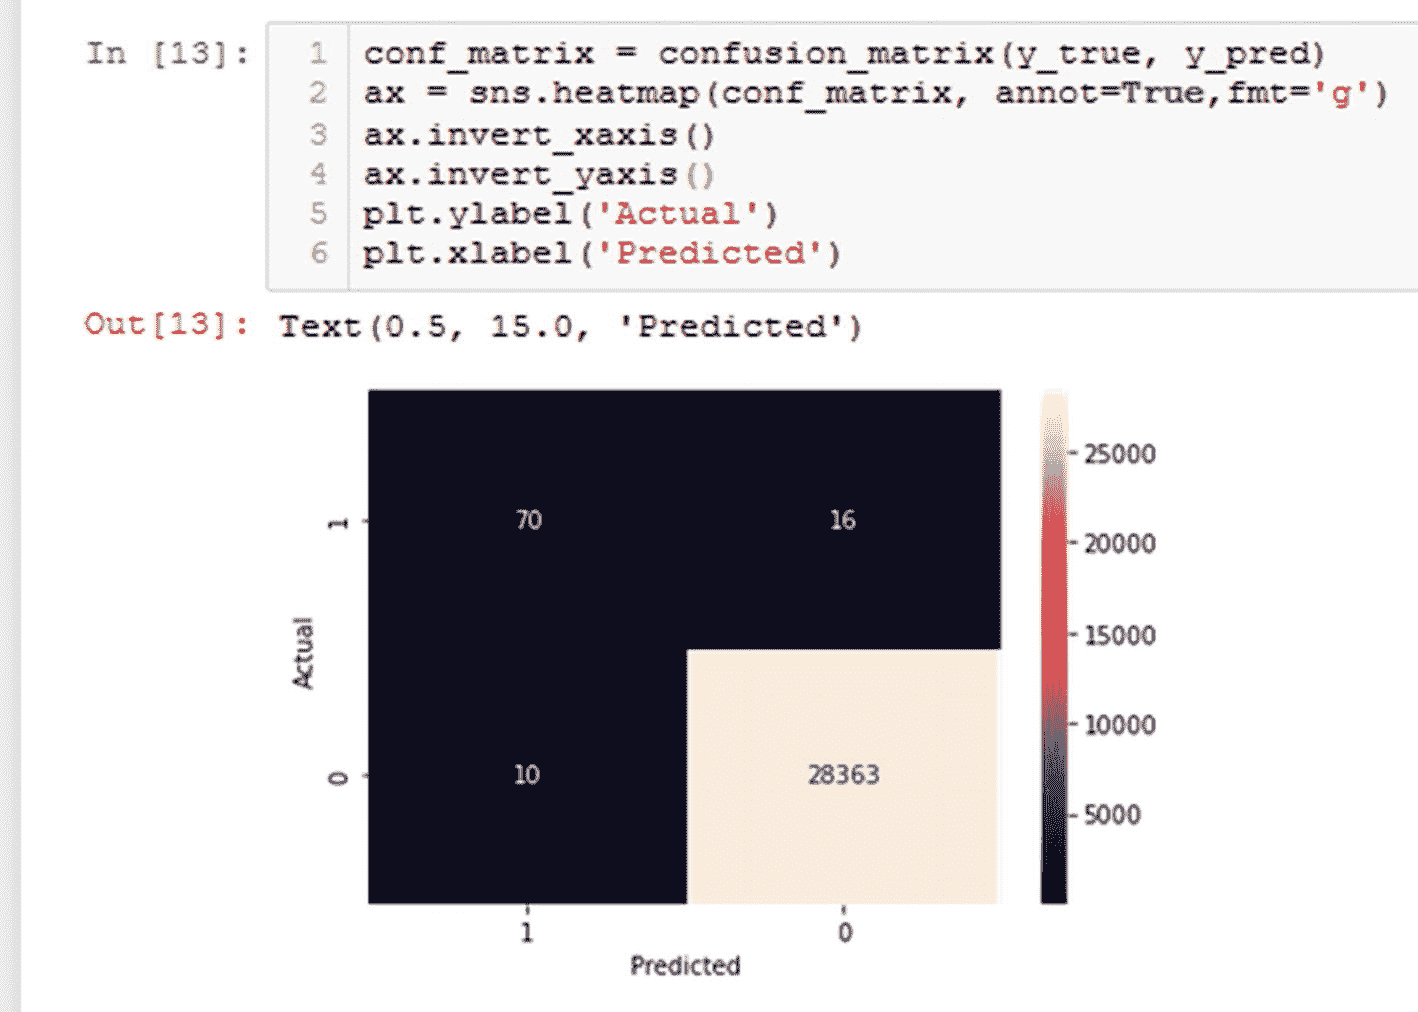 In [13]:
1 conf_matrix = confusion_matrix(y_true, y_pred)
2 ax = sns.heatmap(conf_matrix, annot=True,fmt='g')
3 ax.invert_xaxis()
4 ax.invert_yaxis()
5 plt.ylabel('Actual')
6 plt.xlabel('Predicted')
Out[13]: Text(0.5, 15.0, 'Predicted')
25000
1 70 16
20000
Actual
15000
10000
0 10 28363
5000
1 0
Predicted